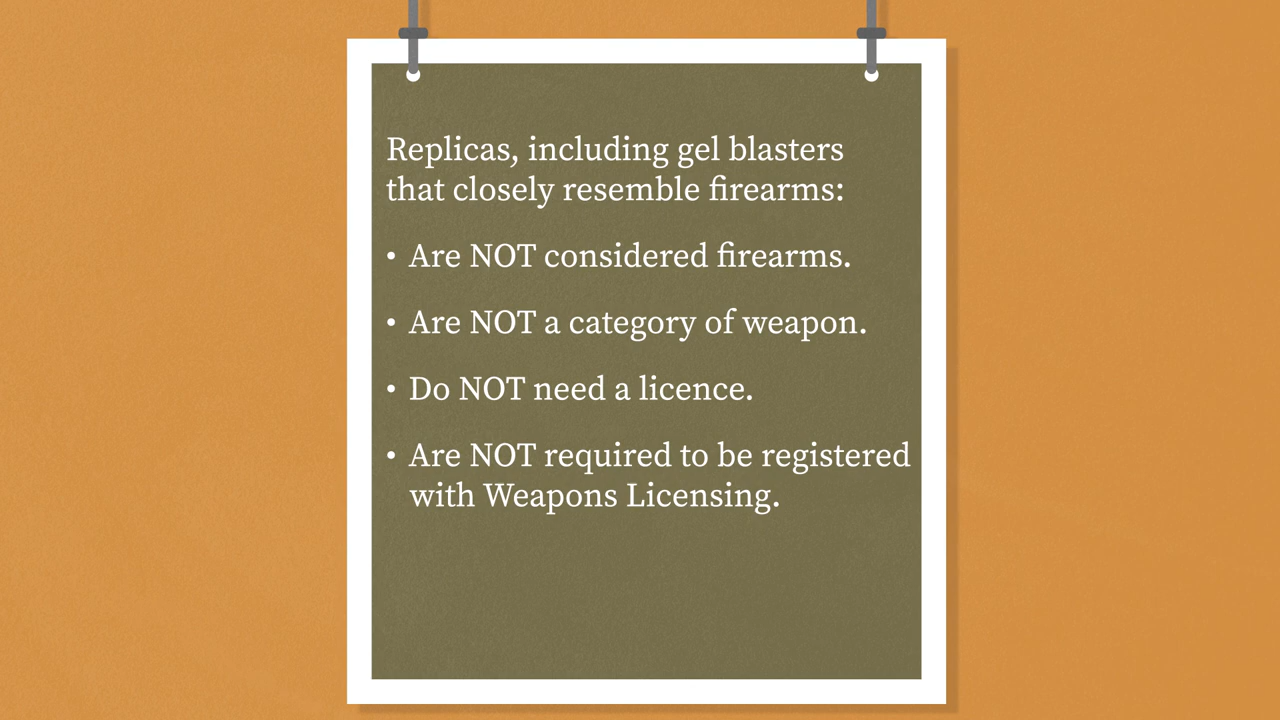 Replicas, including gel blasters
that closely resemble firearms:
• Are NOT considered firearms.
• Are NOT a category of weapon.
• Do NOT need a licence.
• Are NOT required to be registered
with Weapons Licensing.